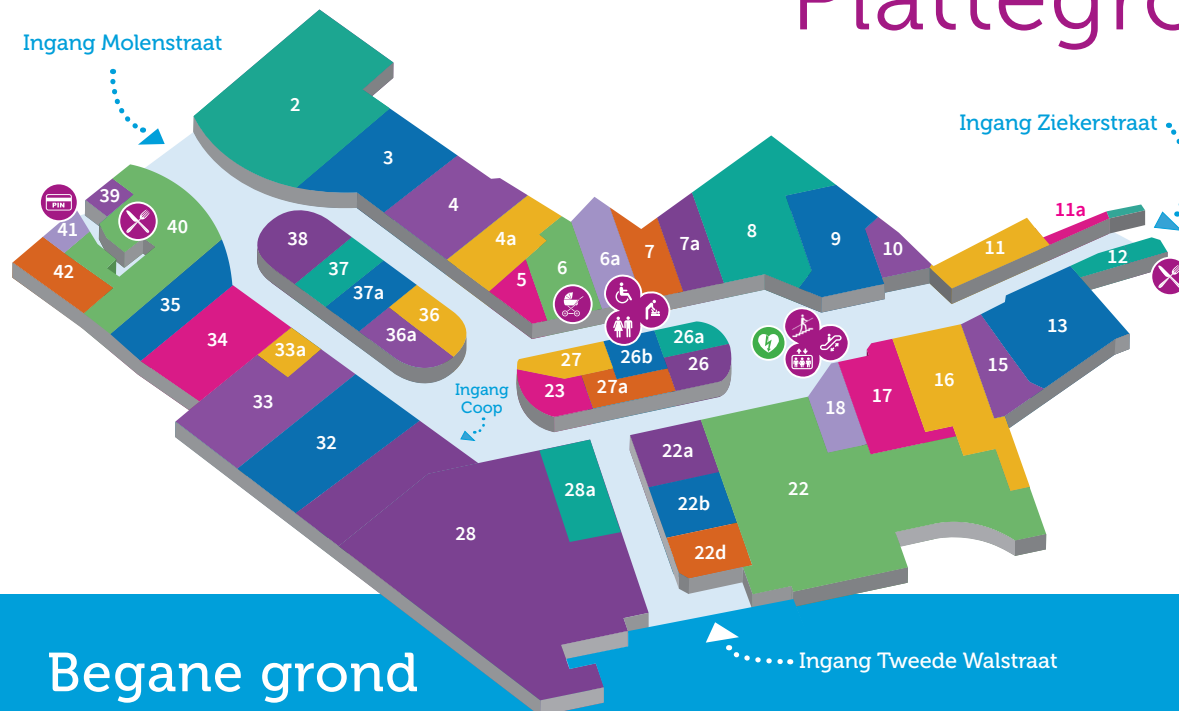 Plattegro
Ingang Molenstraat
Ingang Ziekerstraat
2
3
4
4a
5
6
6a
7
7a
8
9
10
11
11a
12
13
15
16
17
18
39
PIN
40
41
42
35
34
33a
33
32
38
37
37a
36
36a
27
26b
26a
26
23
27a
Ingang
Coop
28
28a
22a
22b
22d
22
Ingang Tweede Walstraat
Begane grond